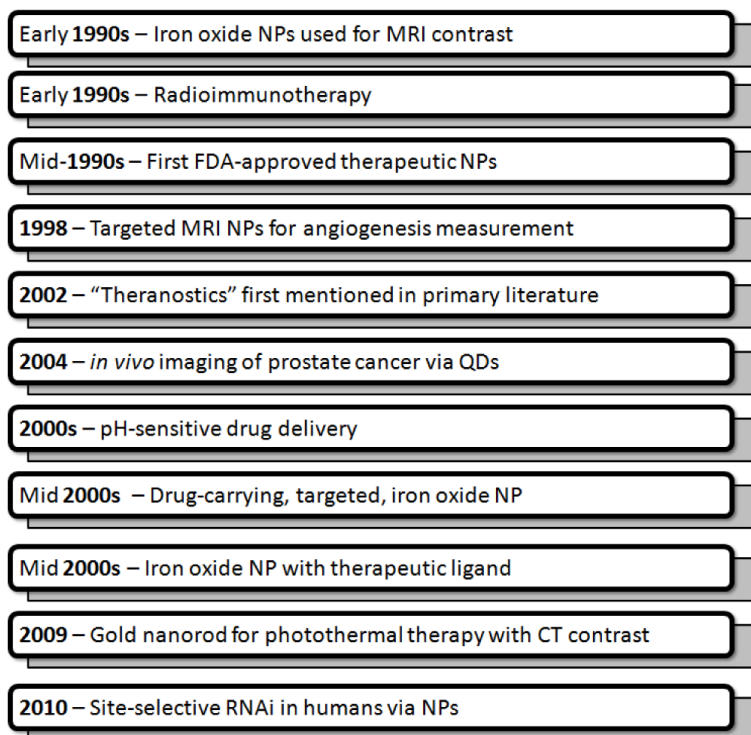 Early 1990s – Iron oxide NPs used for MRI contrast
Early 1990s – Radioimmunotherapy
Mid-1990s – First FDA-approved therapeutic NPs
1998 – Targeted MRI NPs for angiogenesis measurement
2002 – “Theranostics” first mentioned in primary literature
2004 – in vivo imaging of prostate cancer via QDs
2000s – pH-sensitive drug delivery
Mid 2000s – Drug-carrying, targeted, iron oxide NP
Mid 2000s – Iron oxide NP with therapeutic ligand
2009 – Gold nanorod for photothermal therapy with CT contrast
2010 – Site-selective RNAi in humans via NPs